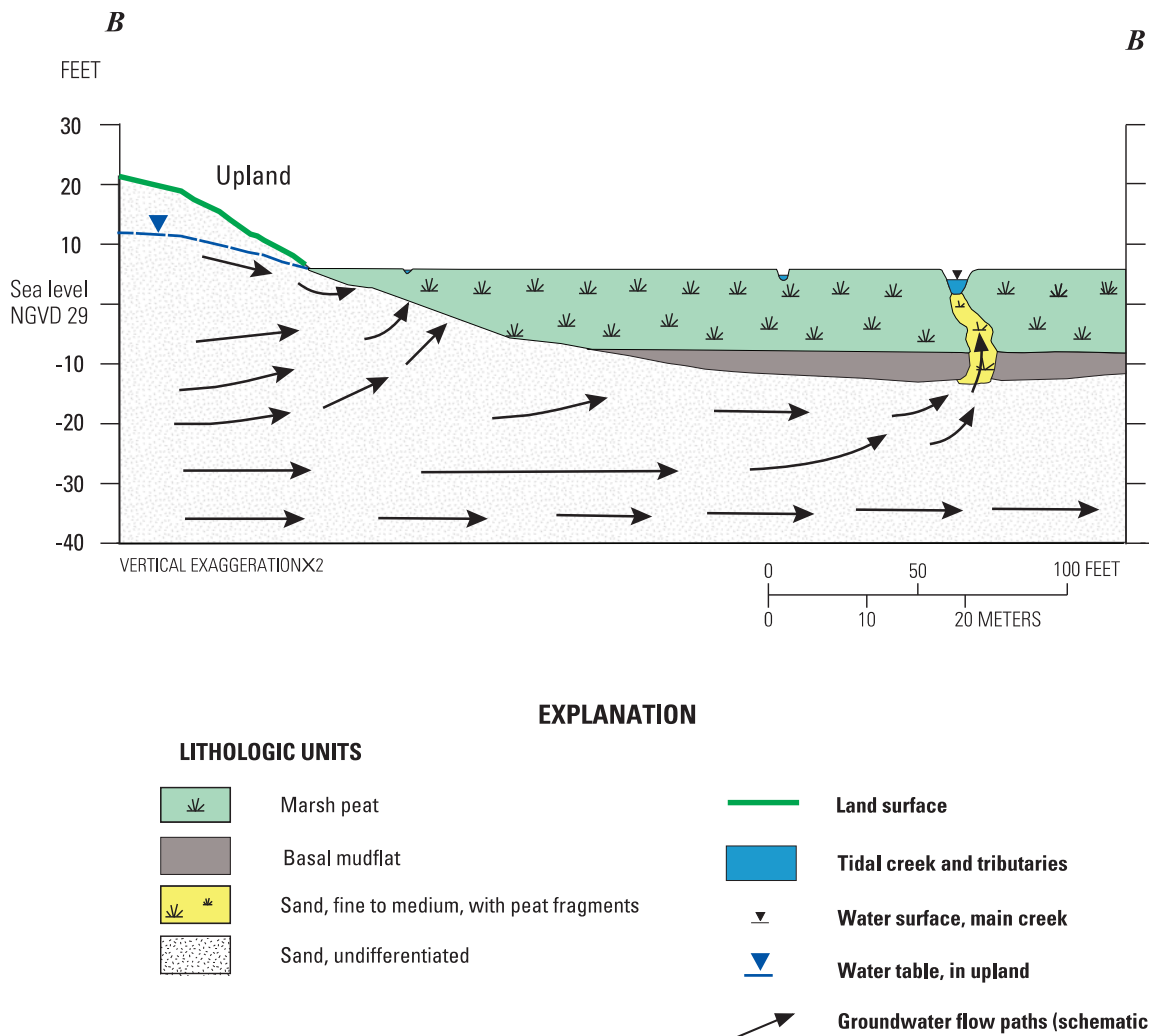 B
B
FEET
30
20
10
Sea level
NGVD 29
-10
-20
-30
-40
Upland
VERTICAL EXAGGERATION×2
0 50 100 FEET
0 10 20 METERS
EXPLANATION
LITHOLOGIC UNITS
Marsh peat
Basal mudflat
Sand, fine to medium, with peat fragments
Sand, undifferentiated
Land surface
Tidal creek and tributaries
Water surface, main creek
Water table, in upland
Groundwater flow paths (schematic